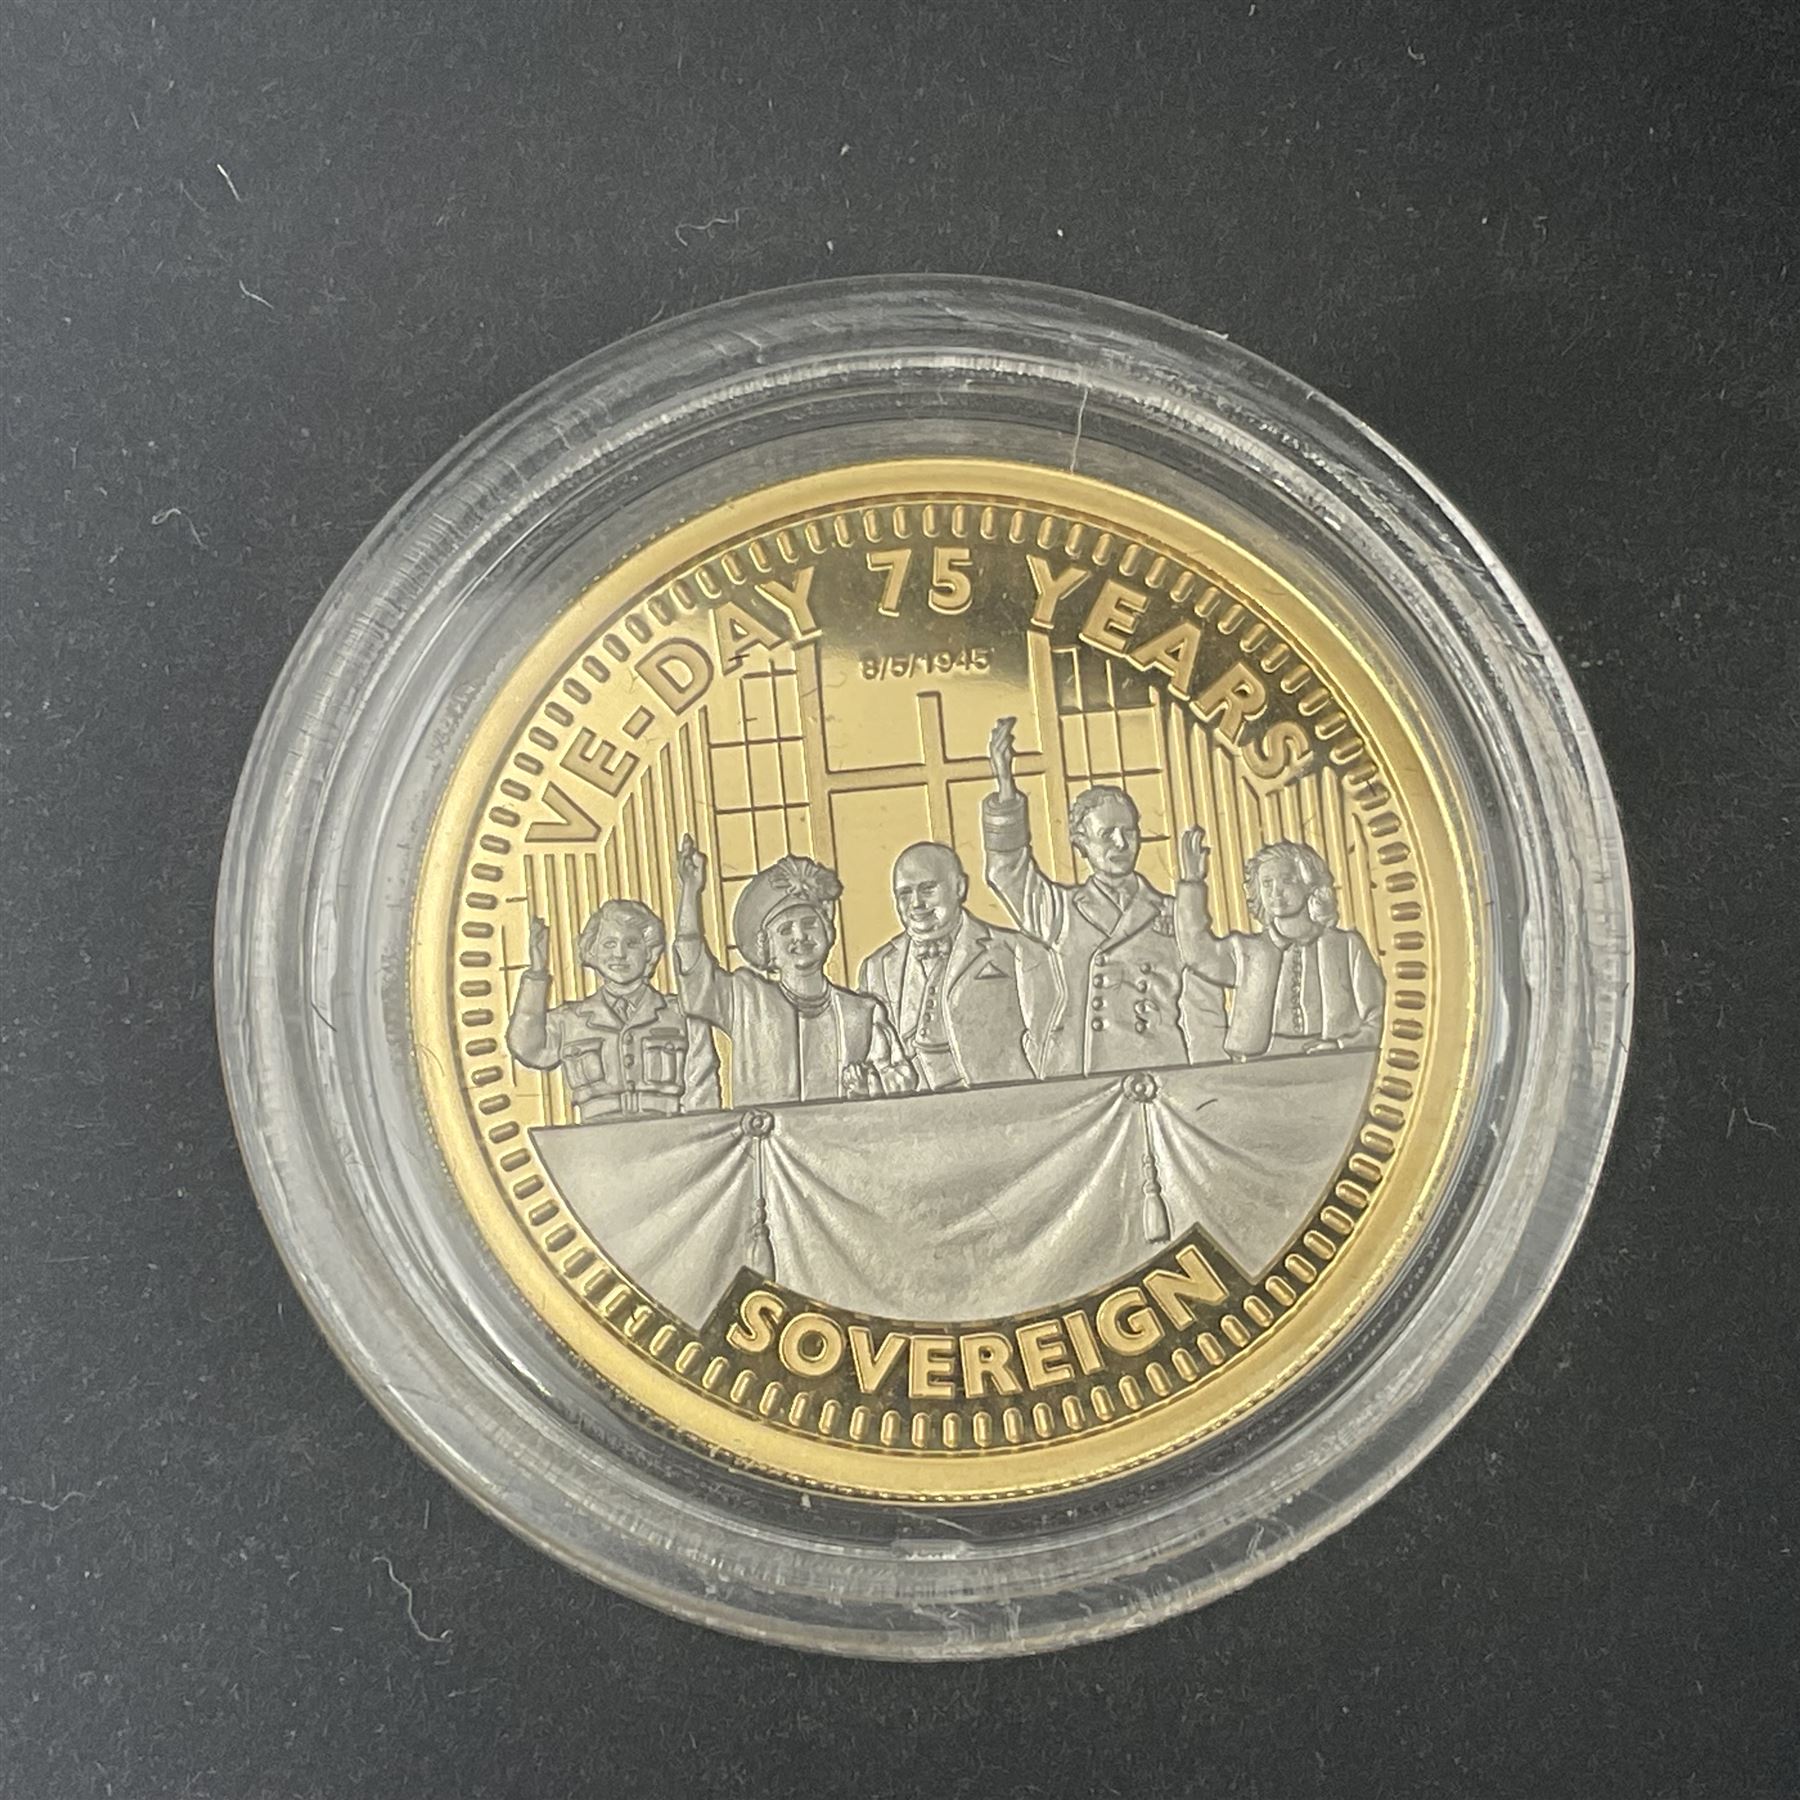 VE-DAY 75 YEARS
8/5/1945
SOVEREIGN